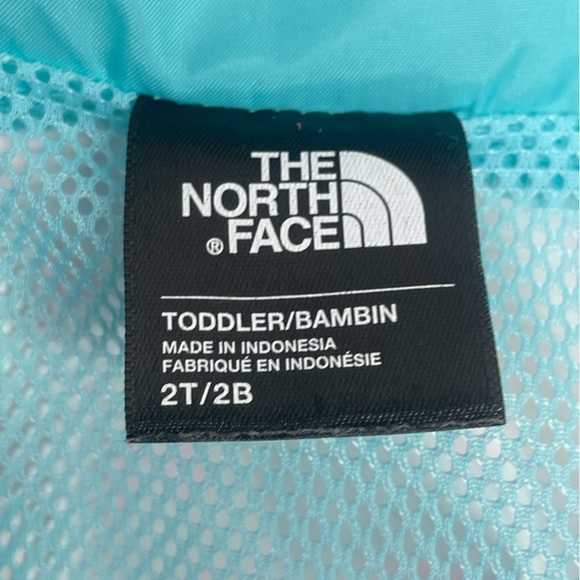 THE
NORTH
® FACE
TODDLER/BAMBIN
MADE IN INDONESIA
FABRIQUÉ EN INDONÉSIE
2T/2B